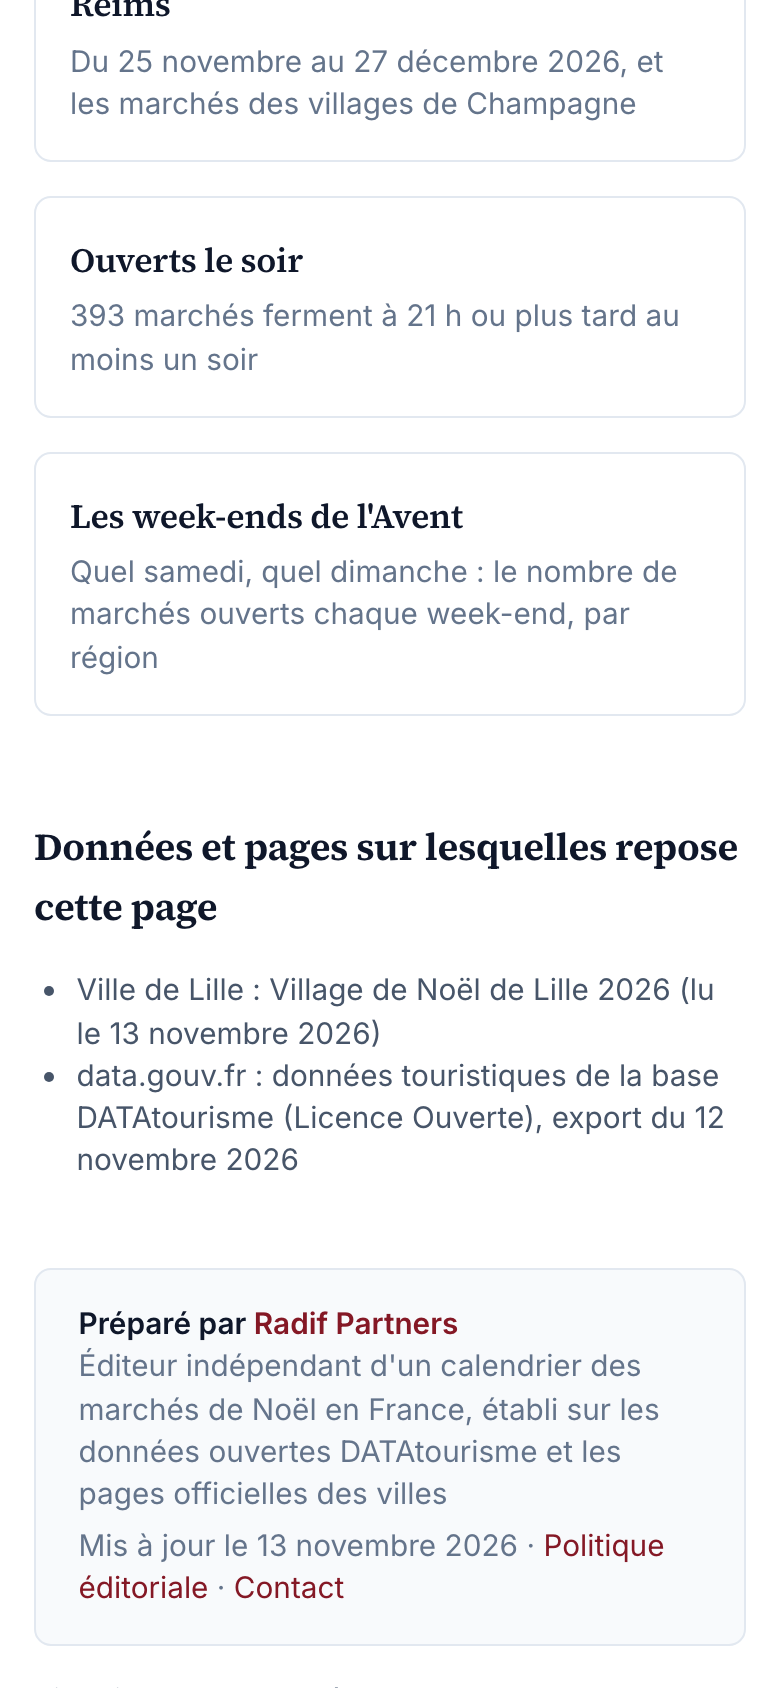 Reims
Du 25 novembre au 27 décembre 2026, et
les marchés des villages de Champagne
Ouverts le soir
393 marchés ferment à 21 h ou plus tard au
moins un soir
Les week-ends de l'Avent
Quel samedi, quel dimanche : le nombre de
marchés ouverts chaque week-end, par
région
Données et pages sur lesquelles repose
cette page
• Ville de Lille : Village de Noël de Lille 2026 (lu
le 13 novembre 2026)
• data.gouv.fr : données touristiques de la base
DATAtourisme (Licence Ouverte), export du 12
novembre 2026
Préparé par Radif Partners
Éditeur indépendant d'un calendrier des
marchés de Noël en France, établi sur les
données ouvertes DATAtourisme et les
pages officielles des villes
Mis à jour le 13 novembre 2026 · Politique
éditoriale · Contact